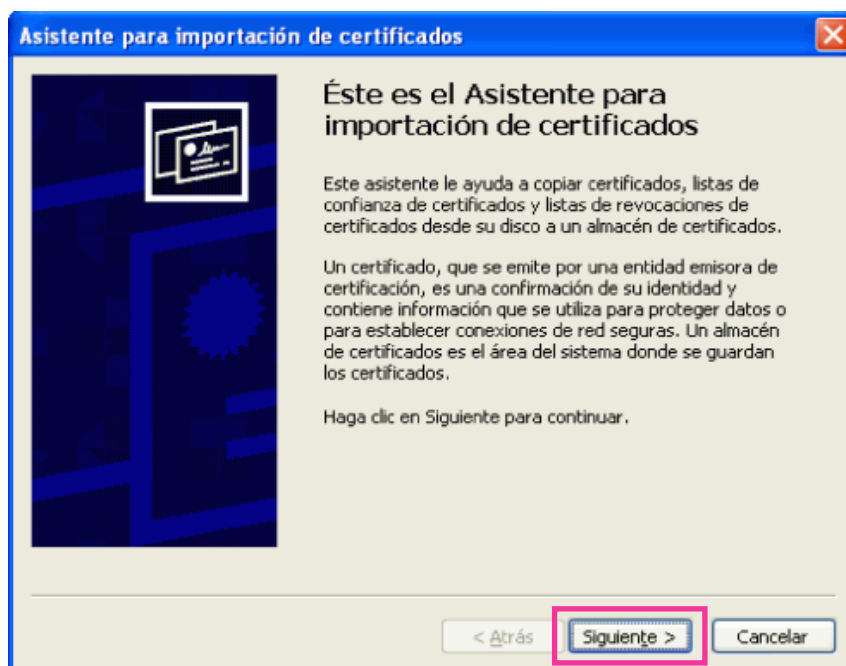 Asistente para importación de certificados
Éste es el Asistente para
importación de certificados
Este asistente le ayuda a copiar certificados, listas de
confianza de certificados y listas de revocaciones de
certificados desde su disco a un almacén de certificados.
Un certificado, que se emite por una entidad emisora de
certificación, es una confirmación de su identidad y
contiene información que se utiliza para proteger datos o
para establecer conexiones de red seguras. Un almacén
de certificados es el área del sistema donde se guardan
los certificados.
Haga clic en Siguiente para continuar.
< Atrás
Siguiente >
Cancelar